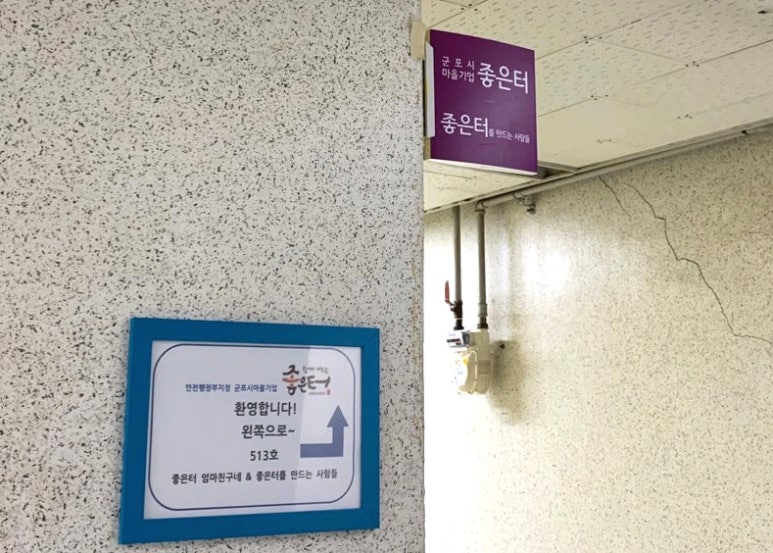 군포시
마을기업 좋은터
좋은터를 만드는 사람들
안전행정부지정 군포시마을기업
좋은터
환영합니다!
왼쪽으로~
513호
좋은터 엄마친구네 & 좋은터를 만드는 사람들